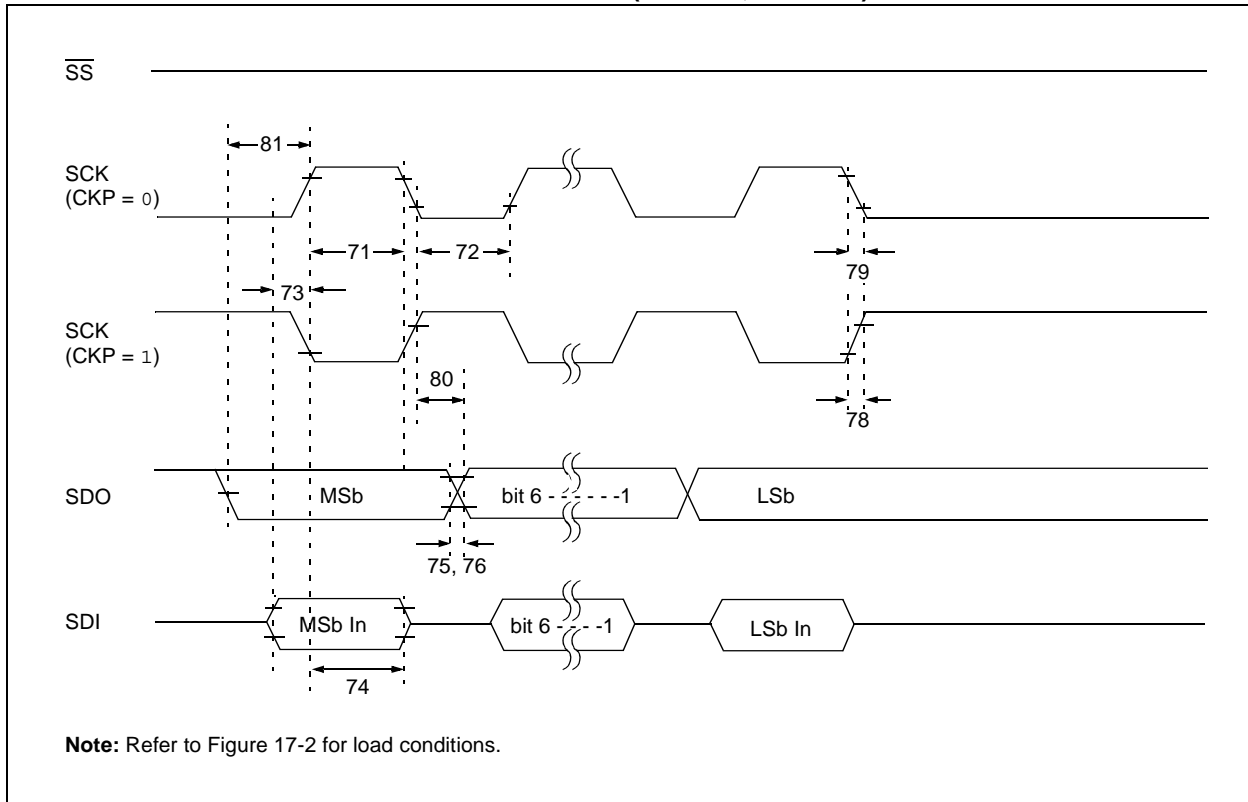 SS
81
SCK
(CKP = 0)
71
72
79
73
SCK
(CKP = 1)
80
78
SDO
MSb
bit 6 - - - - - -1
LSb
75, 76
SDI
MSb In
bit 6 - - - -1
LSb In
74
Note: Refer to Figure 17-2 for load conditions.